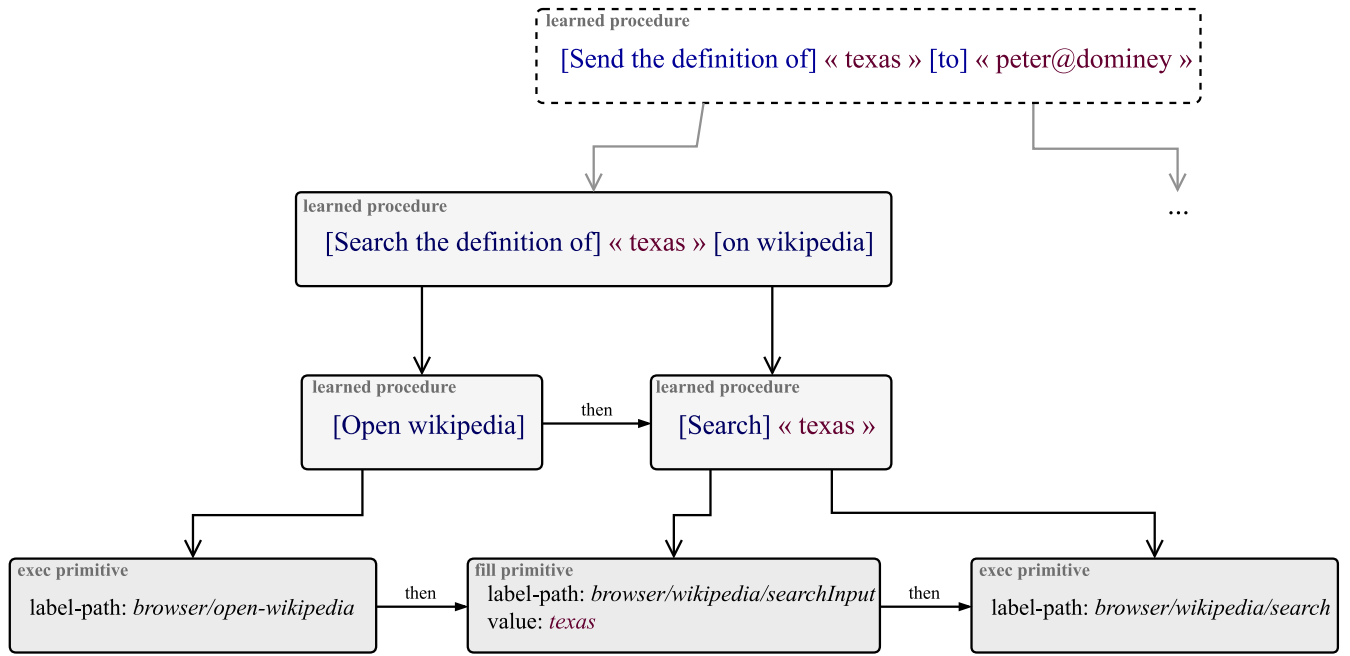 learned procedure
[Send the definition of] « texas » [to] « peter@dominey »
learned procedure
[Search the definition of] « texas » [on wikipedia]
...
learned procedure
[Open wikipedia]
then
learned procedure
[Search] « texas »
exec primitive
label-path: browser/open-wikipedia
then
fill primitive
label-path: browser/wikipedia/searchInput
value: texas
then
exec primitive
label-path: browser/wikipedia/search